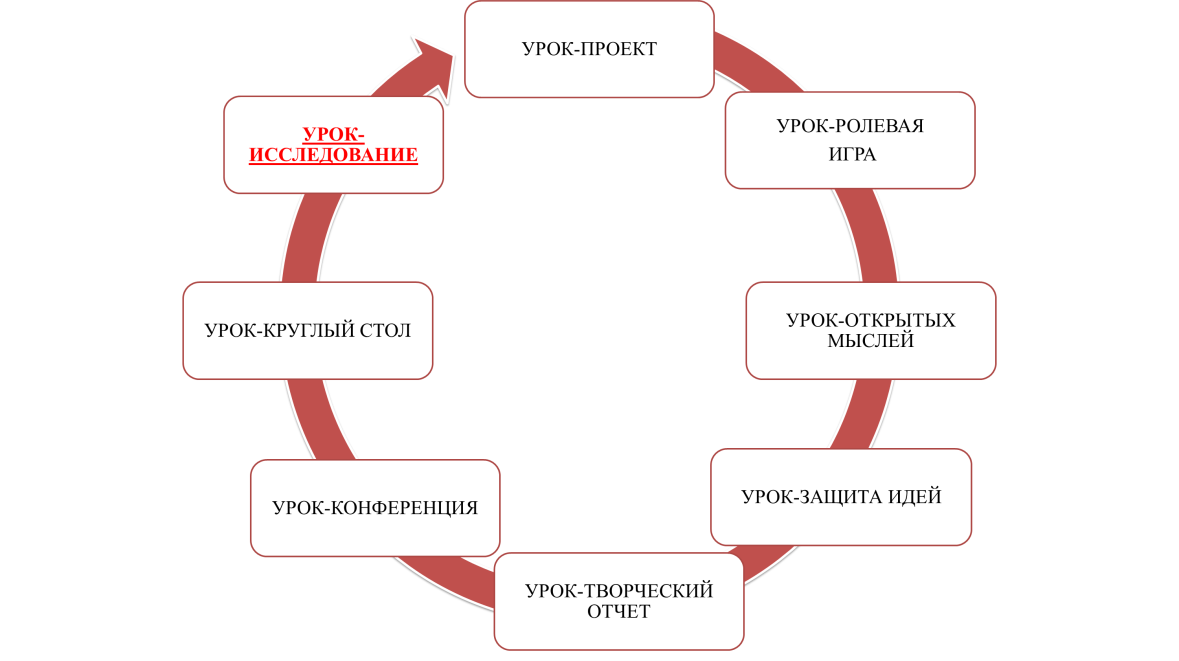 УРОК-ПРОЕКТ
УРОК-РОЛЕВАЯ
ИГРА
УРОК-ОТКРЫТЫХ
МЫСЛЕЙ
УРОК-ЗАЩИТА ИДЕЙ
УРОК-ТВОРЧЕСКИЙ
ОТЧЕТ
УРОК-КОНФЕРЕНЦИЯ
УРОК-КРУГЛЫЙ СТОЛ
УРОК-
ИССЛЕДОВАНИЕ